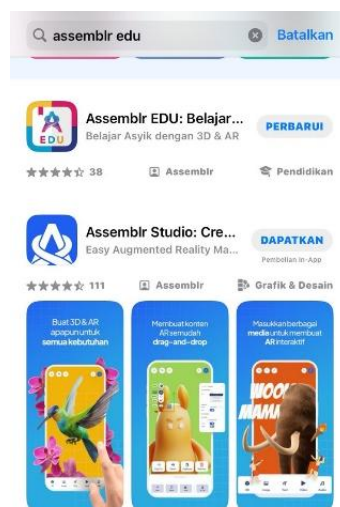 assemblr edu
Batalkan
EDU
Assemblr EDU: Belajar...
Belajar Asyik dengan 3D & AR
PERBARUI
38
Assemblr
Pendidikan
Assemblr Studio: Cre...
Easy Augmented Reality Ma...
DAPATKAN
Pembelian In-App
111
Assemblr
Grafik & Desain
Buat 3D & AR
apapun untuk
semua kebutuhan
Membuat konten
AR semudah
drag-and-drop
Masukkan berbagai
media untuk membuat
AR interaktif
WOOLY
MAMM